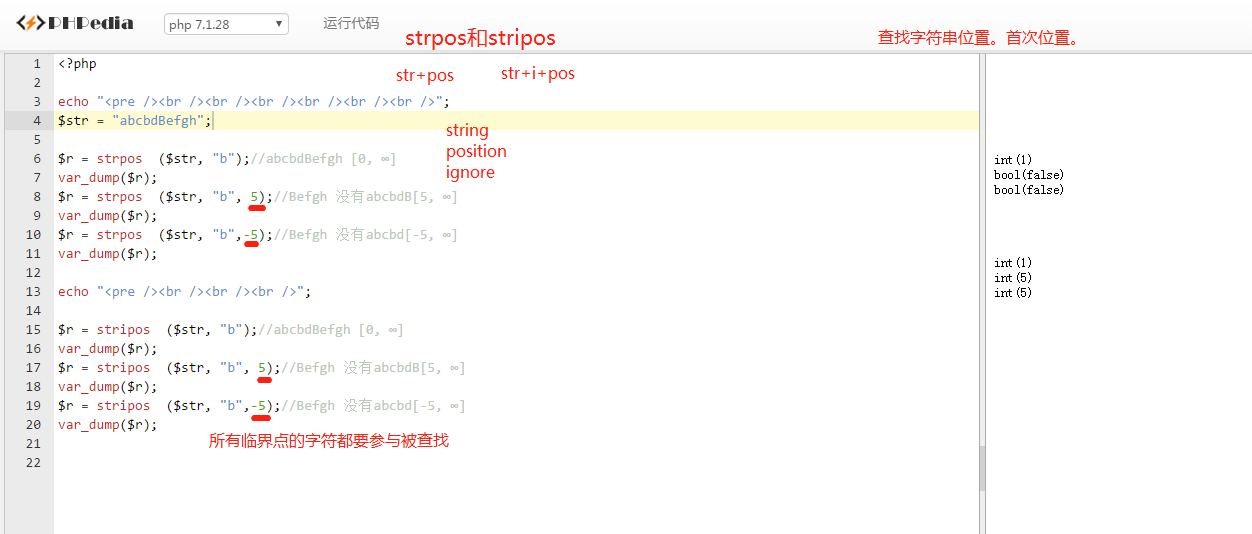 PHPedia
php 7.1.28
运行代码
strpos和stripos
查找字符串位置。首次位置。
str+pos
str+i+pos
1 <?php
2
3 echo "<pre /><br /><br /><br /><br /><br /><br />";
4 $str = "abcbdBefgh";
string
5
position
6 $r = strpos  ($str, "b");//abcbdBefgh [0, ∞]
ignore
7 var_dump($r);
8 $r = strpos  ($str, "b", 5);//Befgh 没有abcbdB[5, ∞]
9 var_dump($r);
10 $r = strpos  ($str, "b",-5);//Befgh 没有abcbd[-5, ∞]
11 var_dump($r);
12
13 echo "<pre /><br /><br /><br />";
14
15 $r = stripos  ($str, "b");//abcbdBefgh [0, ∞]
16 var_dump($r);
17 $r = stripos  ($str, "b", 5);//Befgh 没有abcbdB[5, ∞]
18 var_dump($r);
19 $r = stripos  ($str, "b",-5);//Befgh 没有abcbd[-5, ∞]
20 var_dump($r);
21
所有临界点的字符都要参与被查找
22
int(1)
bool(false)
bool(false)
int(1)
int(5)
int(5)